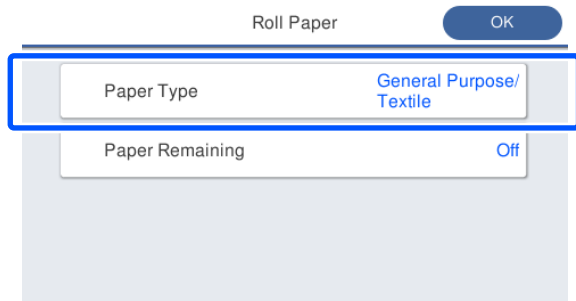 Roll Paper
OK
Paper Type
General Purpose/
Textile
Paper Remaining
Off